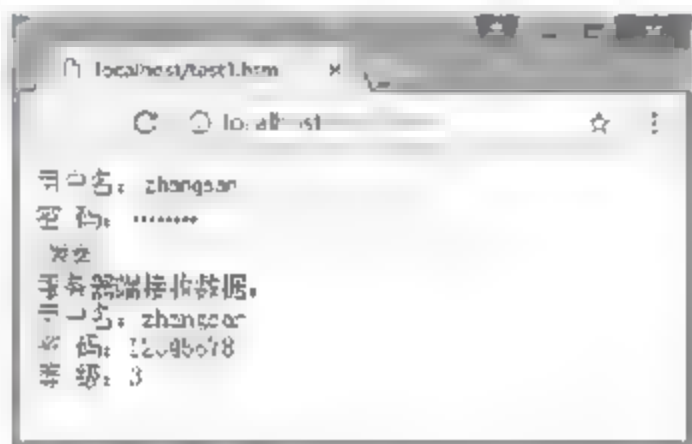 localhost/test1.htm
localhost
用户名：zhangsan
密 码：••••••••
发送
服务器端接收数据：
用户名：zhangsan
密 码：12345678
等级：3